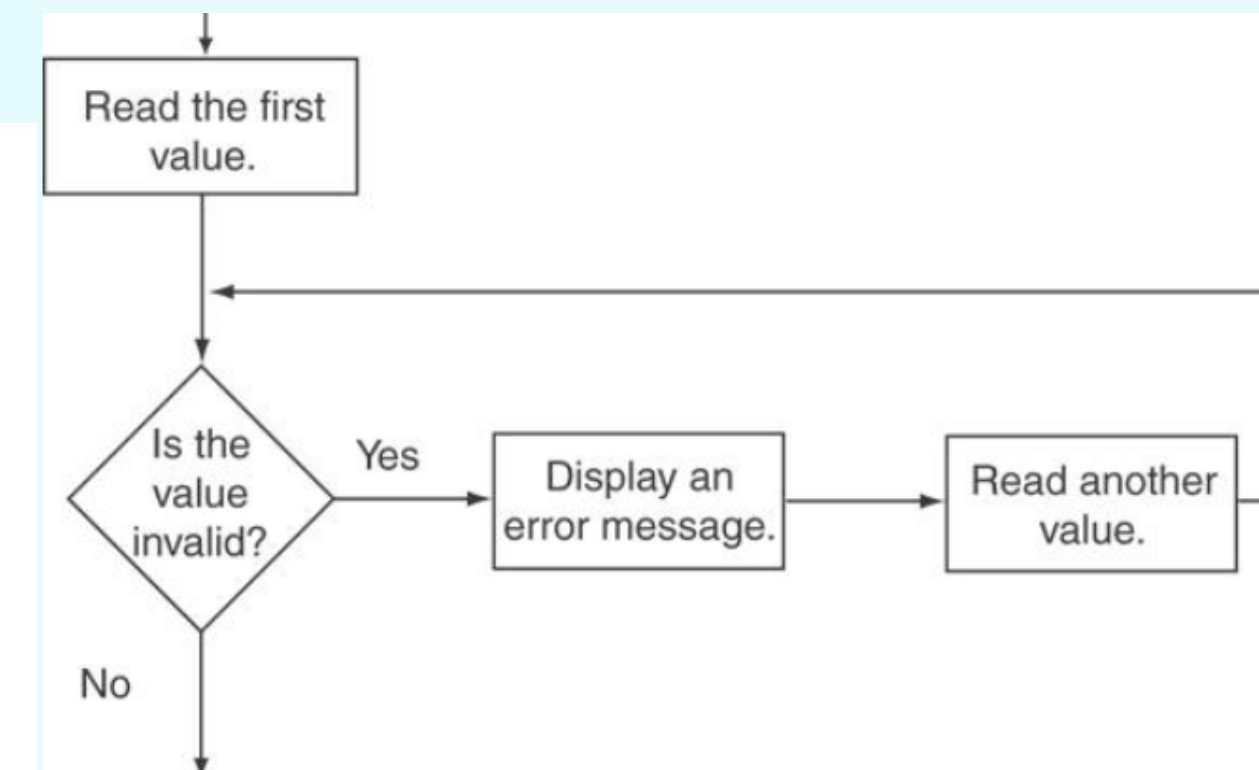 Read the first
value.
Is the
value
invalid?
Yes
Display an
error message.
Read another
value.
No